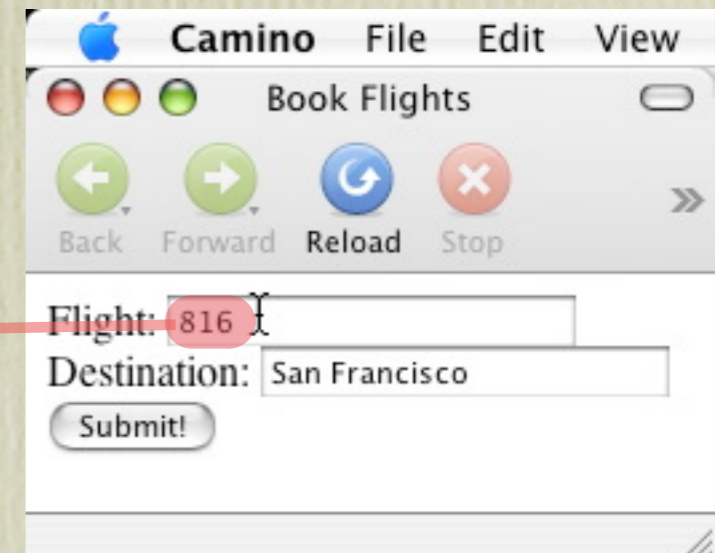 Camino File Edit View
Book Flights
Back Forward Reload Stop
Flight: 816
Destination: San Francisco
Submit!